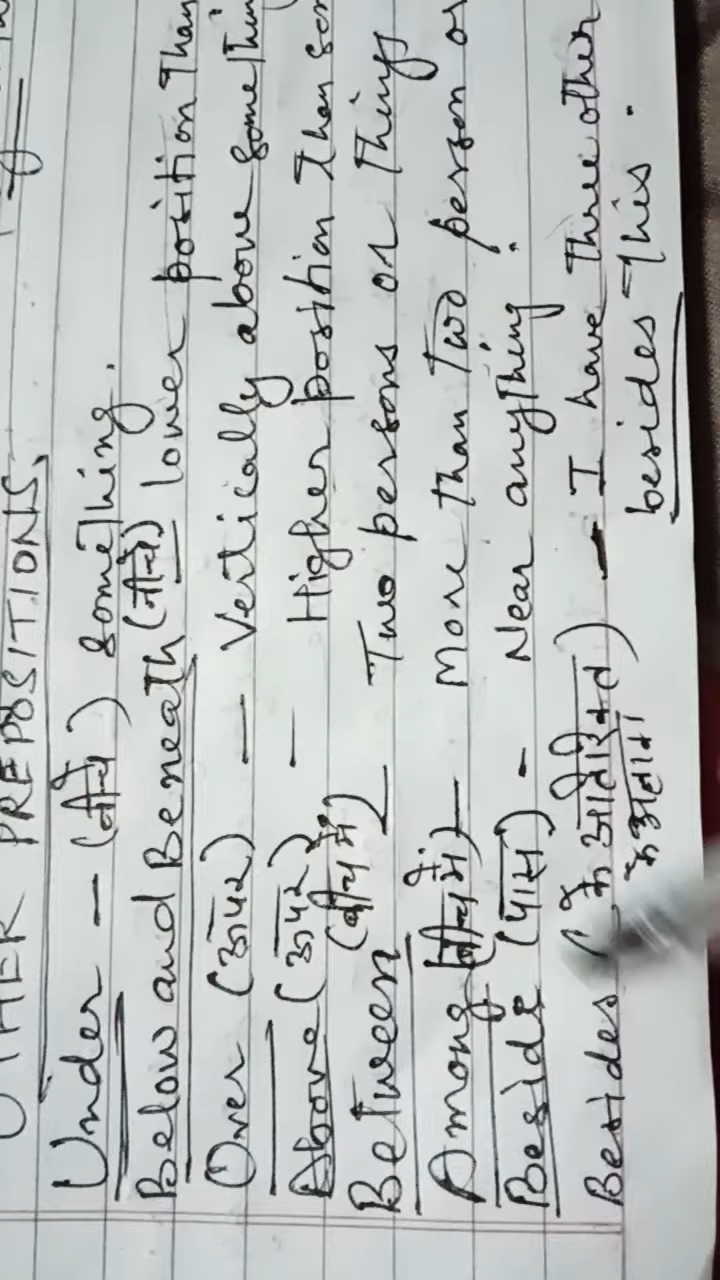 OTHER PREPOSITIONS
Under - (नीचे) something.
Below and Beneath (नीचे) lower position Than
Over (ऊपर) - Vertically above something
Above (ऊपर) - Higher position Than
Between (बीच में) Two persons or Things
Among (बीच में) - More than Two person or
Beside (पास) - Near anything.
Besides (के अतिरिक्त) - I have Three other
के अलावा besides This.